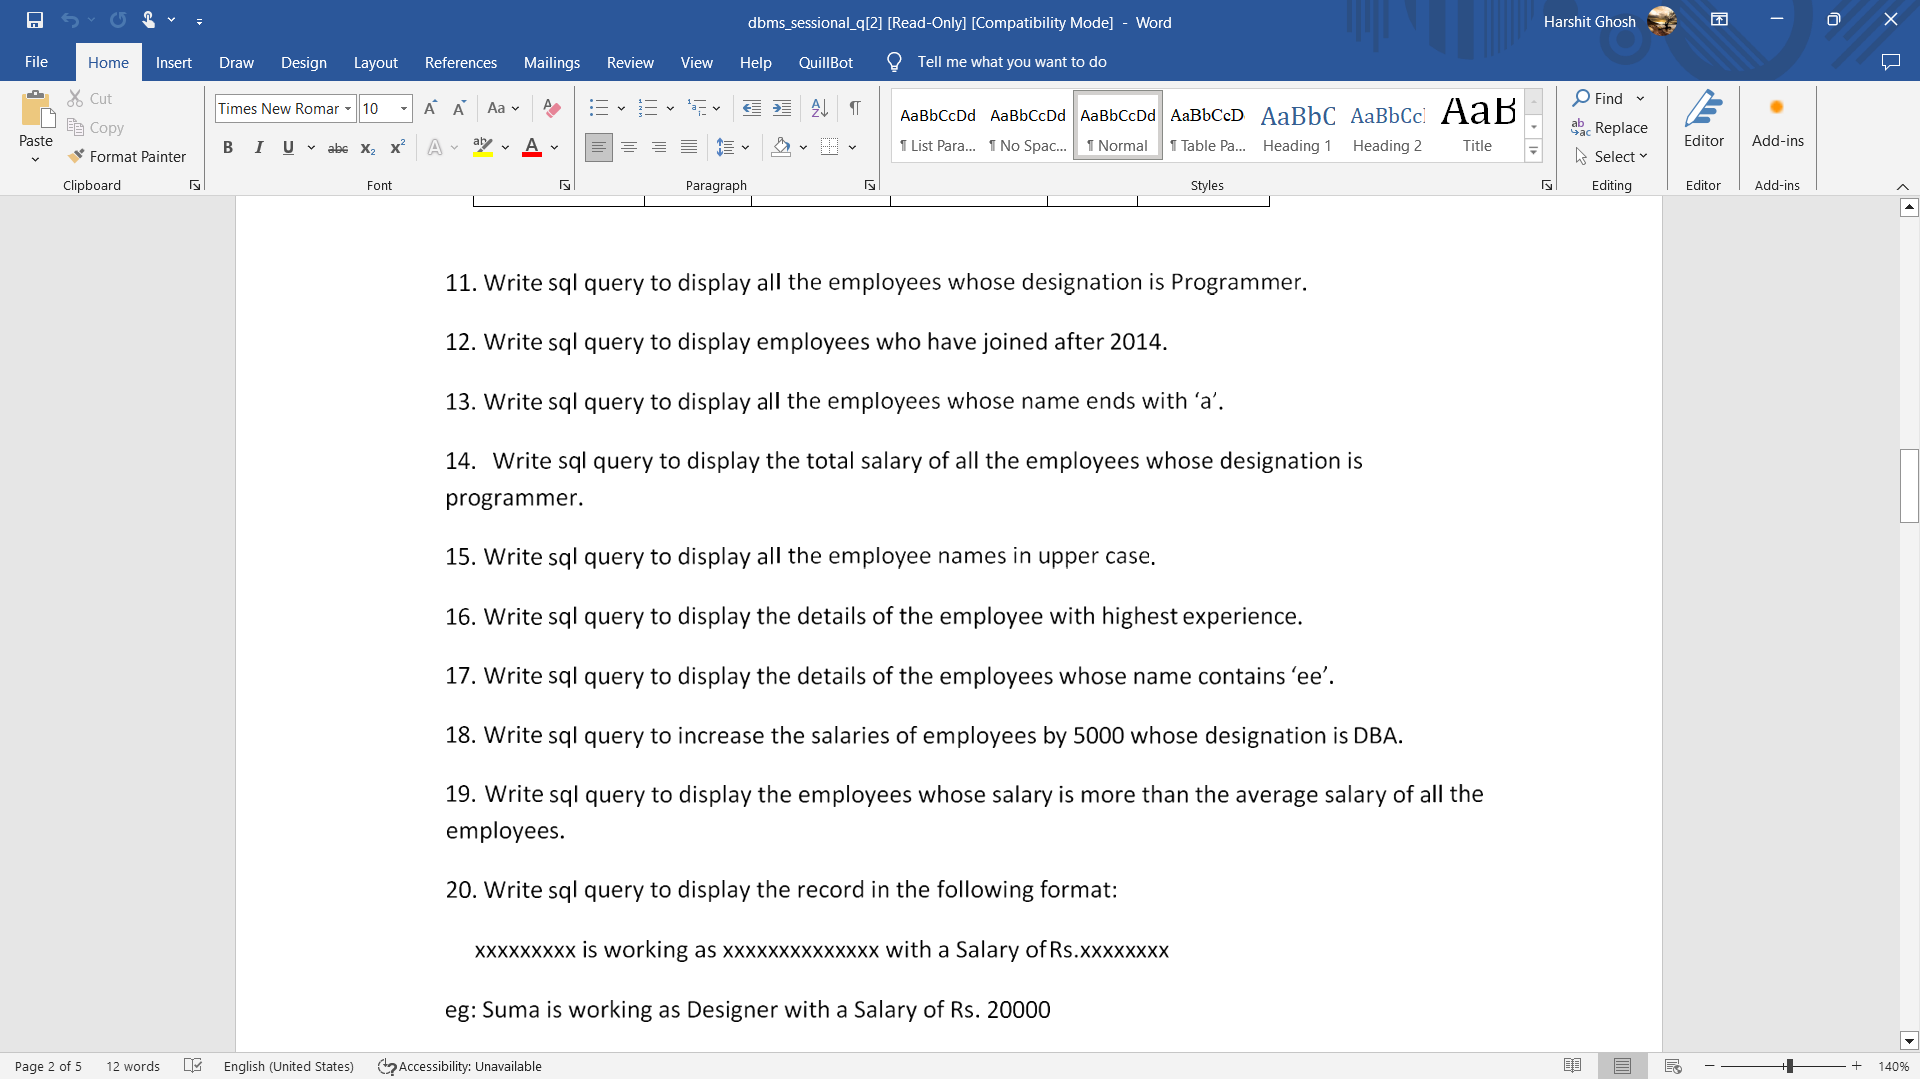 dbms_sessional_q[2] [Read-Only] [Compatibility Mode] - Word
Harshit Ghosh
File Home Insert Draw Design Layout References Mailings Review View Help QuillBot Tell me what you want to do
Paste
Cut
Copy
Format Painter
Clipboard
Times New Romar 10
Aa
B I U abc x₂ x² A ab A
Font
Paragraph
AaBbCcDd AaBbCcDd AaBbCcDd AaBbCcD AaBbC AaBbCc AaB
¶ List Para... ¶ No Spac... ¶ Normal ¶ Table Pa... Heading 1 Heading 2 Title
Styles
Find
Replace
Select
Editing
Editor
Editor
Add-ins
Add-ins
11. Write sql query to display all the employees whose designation is Programmer.
12. Write sql query to display employees who have joined after 2014.
13. Write sql query to display all the employees whose name ends with ‘a’.
14. Write sql query to display the total salary of all the employees whose designation is
programmer.
15. Write sql query to display all the employee names in upper case.
16. Write sql query to display the details of the employee with highest experience.
17. Write sql query to display the details of the employees whose name contains ‘ee’.
18. Write sql query to increase the salaries of employees by 5000 whose designation is DBA.
19. Write sql query to display the employees whose salary is more than the average salary of all the
employees.
20. Write sql query to display the record in the following format:
xxxxxxxxx is working as xxxxxxxxxxxxxx with a Salary of Rs.xxxxxxxx
eg: Suma is working as Designer with a Salary of Rs. 20000
Page 2 of 5 12 words English (United States) Accessibility: Unavailable 140%